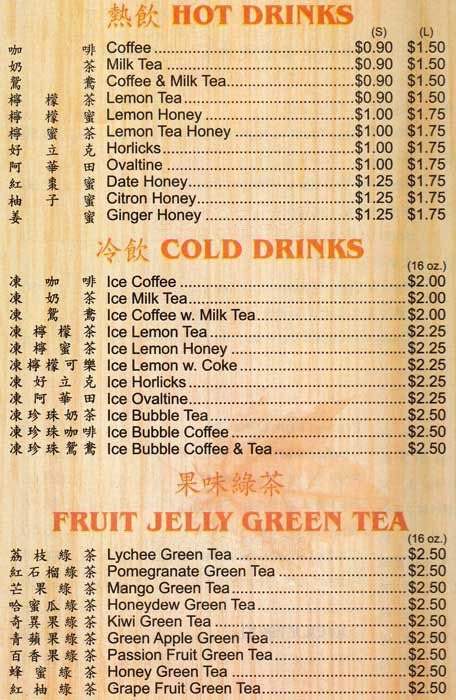 熱飲 HOT DRINKS
(S) (L)
咖啡 Coffee $0.90 $1.50
奶茶 Milk Tea $0.90 $1.50
鴛鴦 Coffee & Milk Tea $0.90 $1.50
檸檬茶 Lemon Tea $0.90 $1.50
檸檬蜜 Lemon Honey $1.00 $1.75
檸蜜茶 Lemon Tea Honey $1.00 $1.75
好立克 Horlicks $1.00 $1.75
阿華田 Ovaltine $1.00 $1.75
紅棗蜜 Date Honey $1.25 $1.75
柚子蜜 Citron Honey $1.25 $1.75
姜蜜 Ginger Honey $1.25 $1.75
冷飲 COLD DRINKS
(16 oz.)
凍咖啡 Ice Coffee $2.00
凍奶茶 Ice Milk Tea $2.00
凍鴛鴦 Ice Coffee w. Milk Tea $2.00
凍檸檬茶 Ice Lemon Tea $2.25
凍檸蜜茶 Ice Lemon Honey $2.25
凍檸檬可樂 Ice Lemon w. Coke $2.25
凍好立克 Ice Horlicks $2.25
凍阿華田 Ice Ovaltine $2.25
凍珍珠奶茶 Ice Bubble Tea $2.50
凍珍珠咖啡 Ice Bubble Coffee $2.50
凍珍珠鴛鴦 Ice Bubble Coffee & Tea $2.50
果味綠茶
FRUIT JELLY GREEN TEA
(16 oz.)
荔枝綠茶 Lychee Green Tea $2.50
紅石榴綠茶 Pomegranate Green Tea $2.50
芒果綠茶 Mango Green Tea $2.50
哈蜜瓜綠茶 Honeydew Green Tea $2.50
奇異果綠茶 Kiwi Green Tea $2.50
青蘋果綠茶 Green Apple Green Tea $2.50
百香果綠茶 Passion Fruit Green Tea $2.50
蜂蜜綠茶 Honey Green Tea $2.50
紅柚綠茶 Grape Fruit Green Tea $2.50